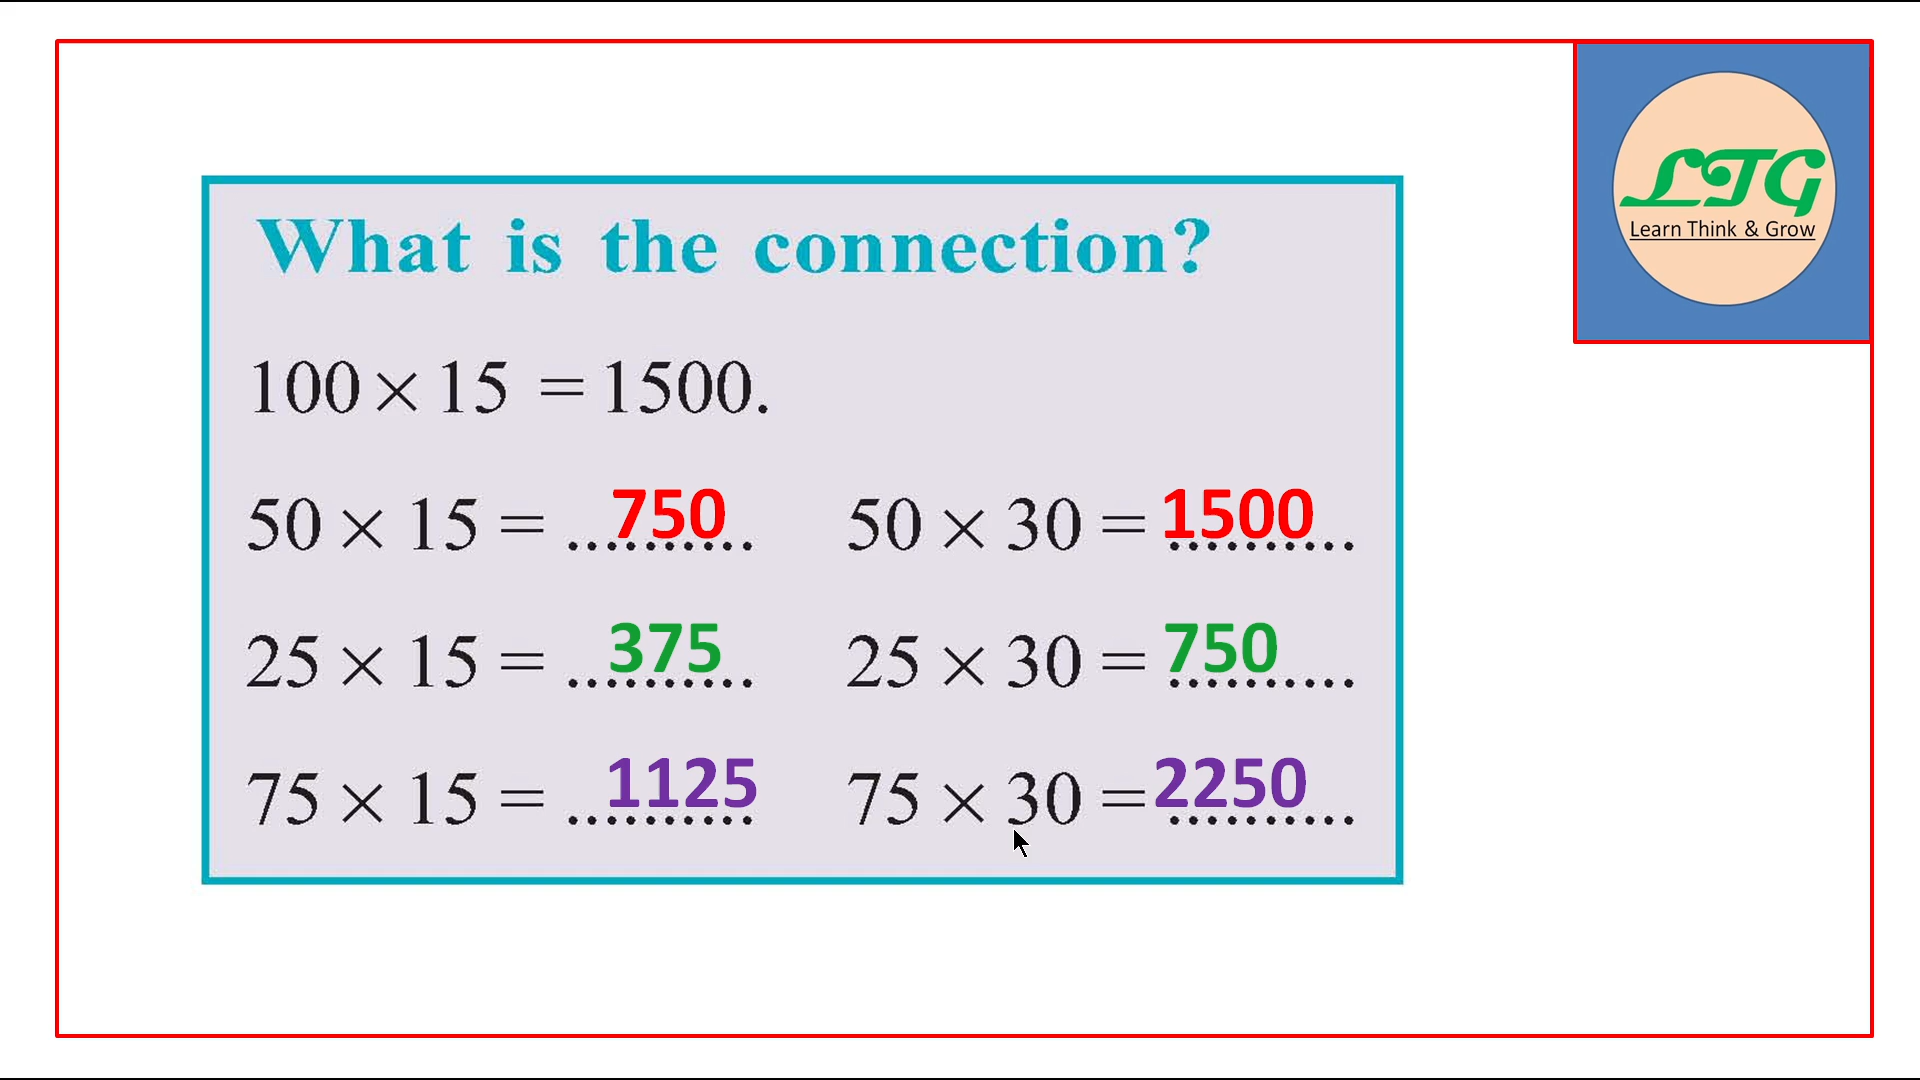 LTG
Learn Think & Grow
What is the connection?
100 × 15 = 1500.
50 × 15 = 750 50 × 30 = 1500
25 × 15 = 375 25 × 30 = 750
75 × 15 = 1125 75 × 30 = 2250